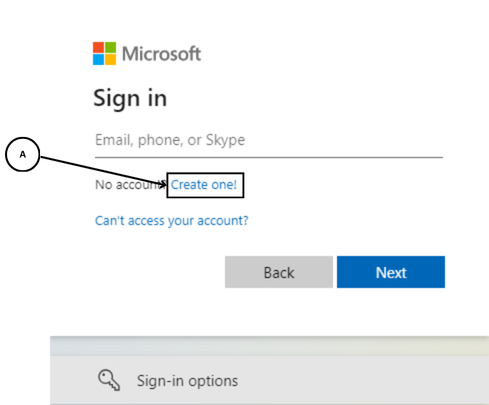 Microsoft
Sign in
Email, phone, or Skype
A
No account? Create one!
Can't access your account?
Back Next
Sign-in options